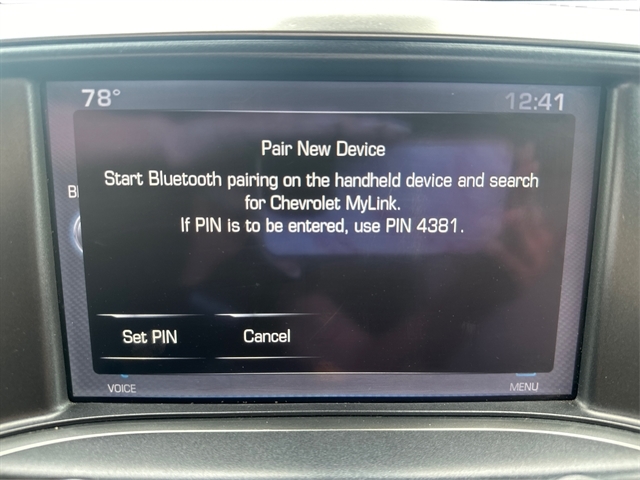 78°
12:41
Pair New Device
Start Bluetooth pairing on the handheld device and search
for Chevrolet MyLink.
If PIN is to be entered, use PIN 4381.
Set PIN
Cancel
VOICE
MENU